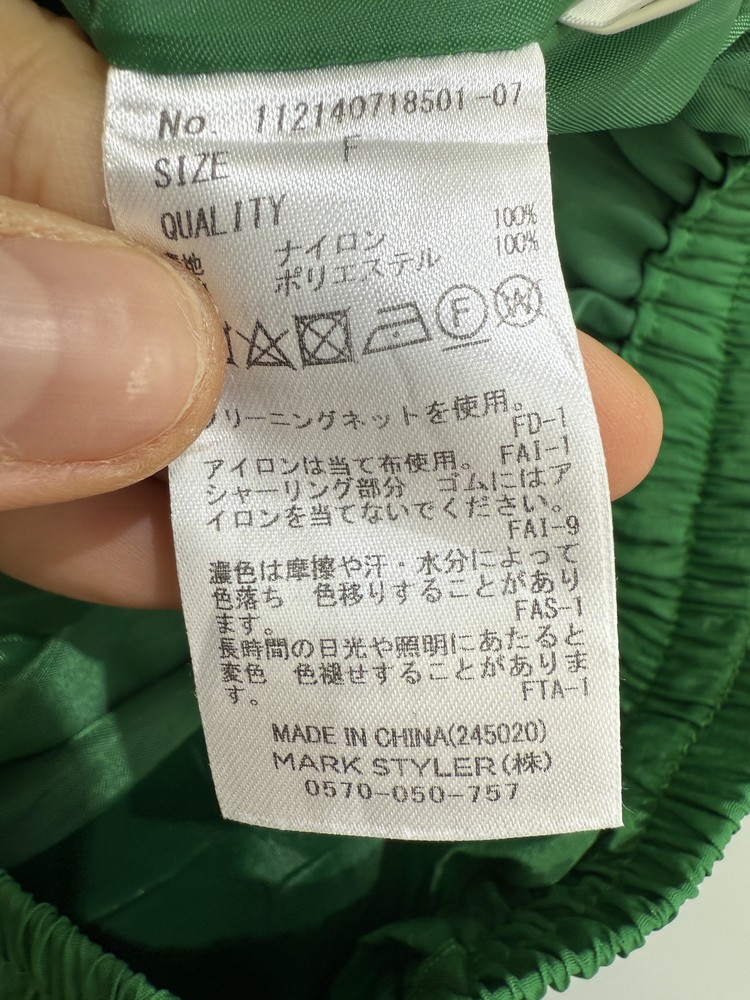 No. 112140718501-07
SIZE F
QUALITY
地 ナイロン 100%
ポリエステル 100%
F W
リーニングネットを使用。
FD-1
アイロンは当て布使用。 FAI-1
シャーリング部分 ゴムにはア
イロンを当てないでください。
FAI-9
濃色は摩擦や汗・水分によって
色落ち 色移りすることがあり
ます。 FAS-1
長時間の日光や照明にあたると
変色 色褪せすることがありま
す。 FTA-1
MADE IN CHINA(245020)
MARK STYLER(株)
0570-050-757